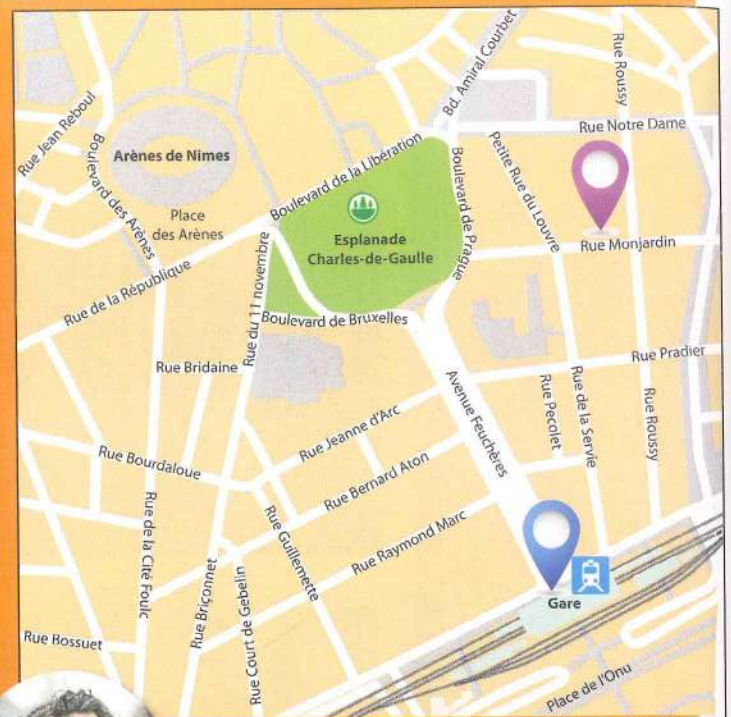 Bd. Amiral Courbet
Rue Roussy
Rue Jean Reboul
Rue Notre Dame
Boulevard de la Libération
Arènes de Nimes
Boulevard des Arènes
Petite Rue du Louvre
Boulevard de Prague
Place
des Arènes
Esplanade
Charles-de-Gaulle
Rue Monjardin
Rue de la République
Rue du 11 novembre
Boulevard de Bruxelles
Rue Bridaine
Rue Pradier
Avenue Feuchères
Rue Pecolet
Rue de la Servie
Rue Roussy
Rue Jeanne d'Arc
Rue Bourdaloue
Rue Bernard Aton
Rue de la Cité Foulc
Rue Guillemette
Rue Raymond Marc
Rue Briçonnet
Rue Court de Gebelin
Gare
Rue Bossuet
Place de l'Onu